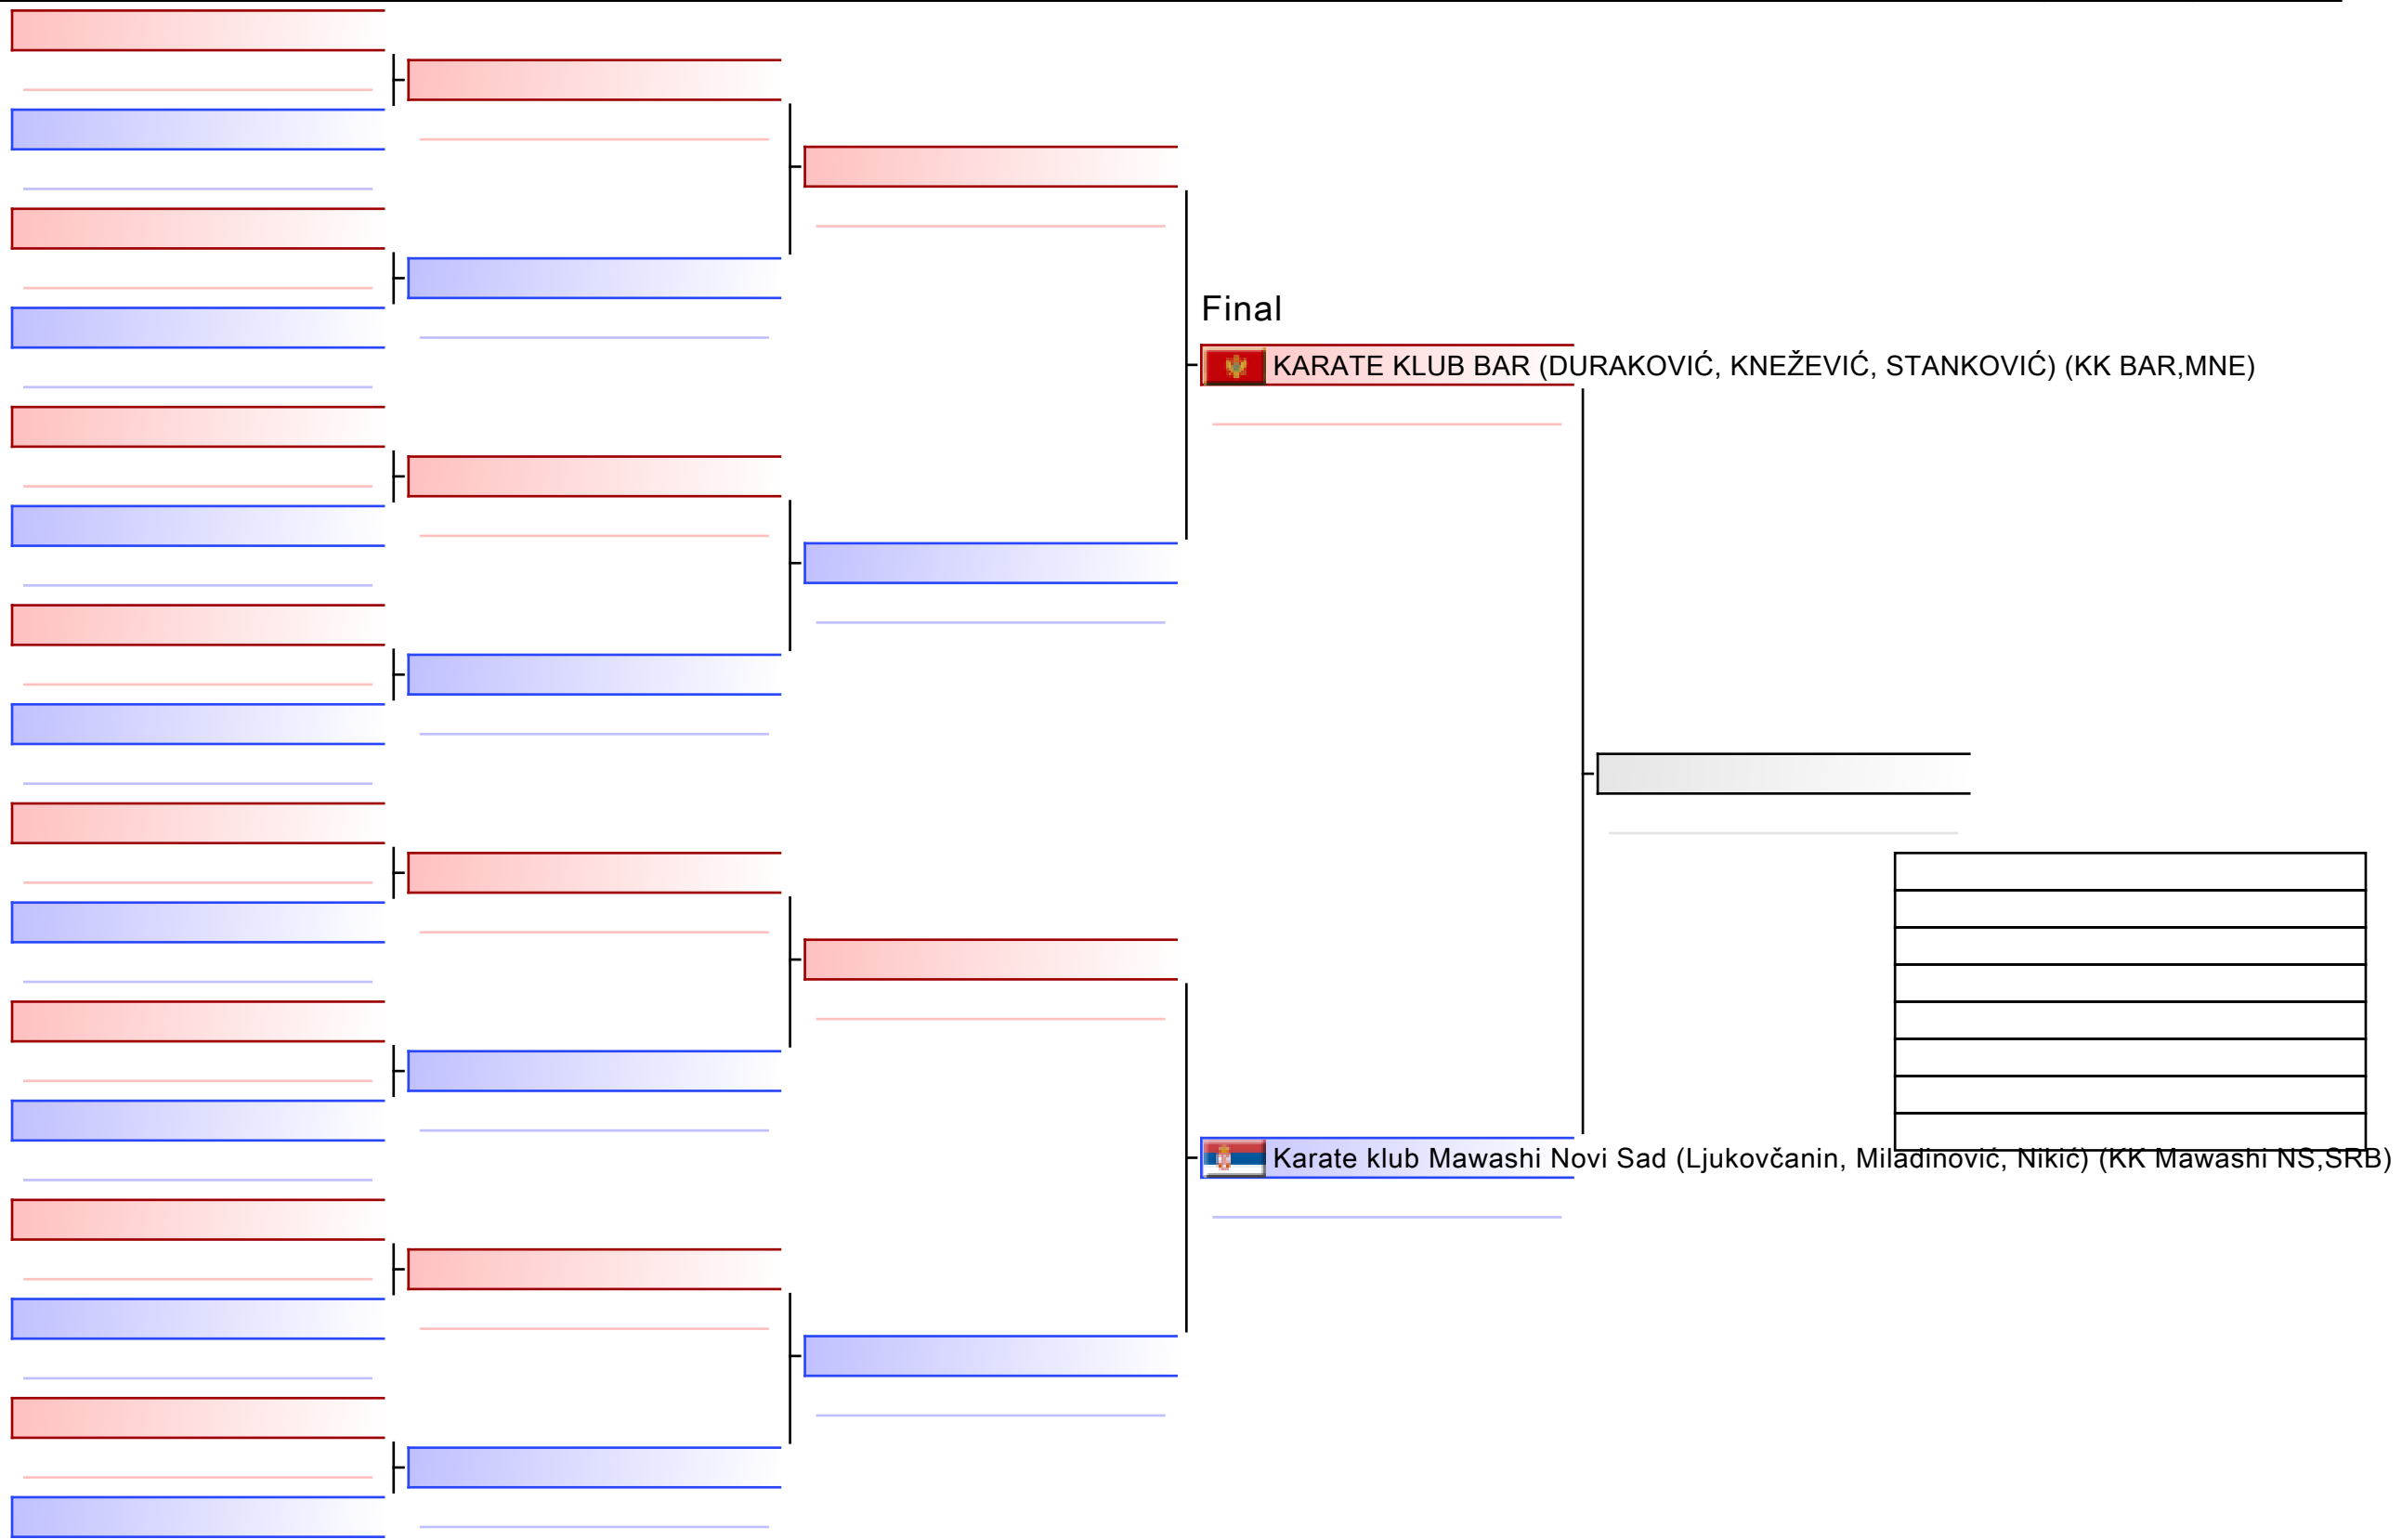 Final
KARATE KLUB BAR (DURAKOVIĆ, KNEŽEVIĆ, STANKOVIĆ) (KK BAR,MNE)
Karate klub Mawashi Novi Sad (Ljukovčanin, Miladinović, Nikić) (KK Mawashi NS,SRB)